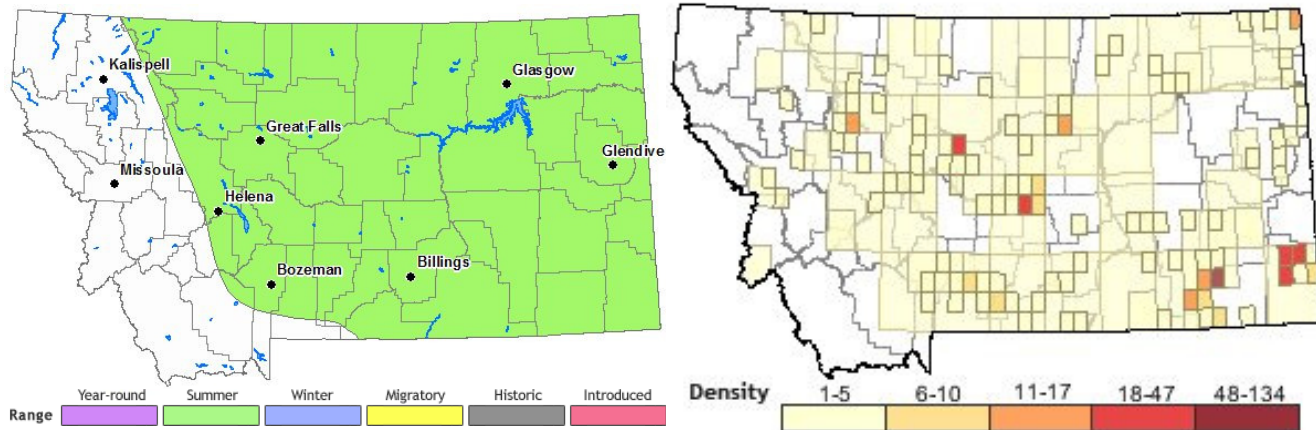 Kalispell
Glasgow
Great Falls
Glendive
Missoula
Helena
Bozeman
Billings
Year-round Summer Winter Migratory Historic Introduced
Range
Density 1-5 6-10 11-17 18-47 48-134